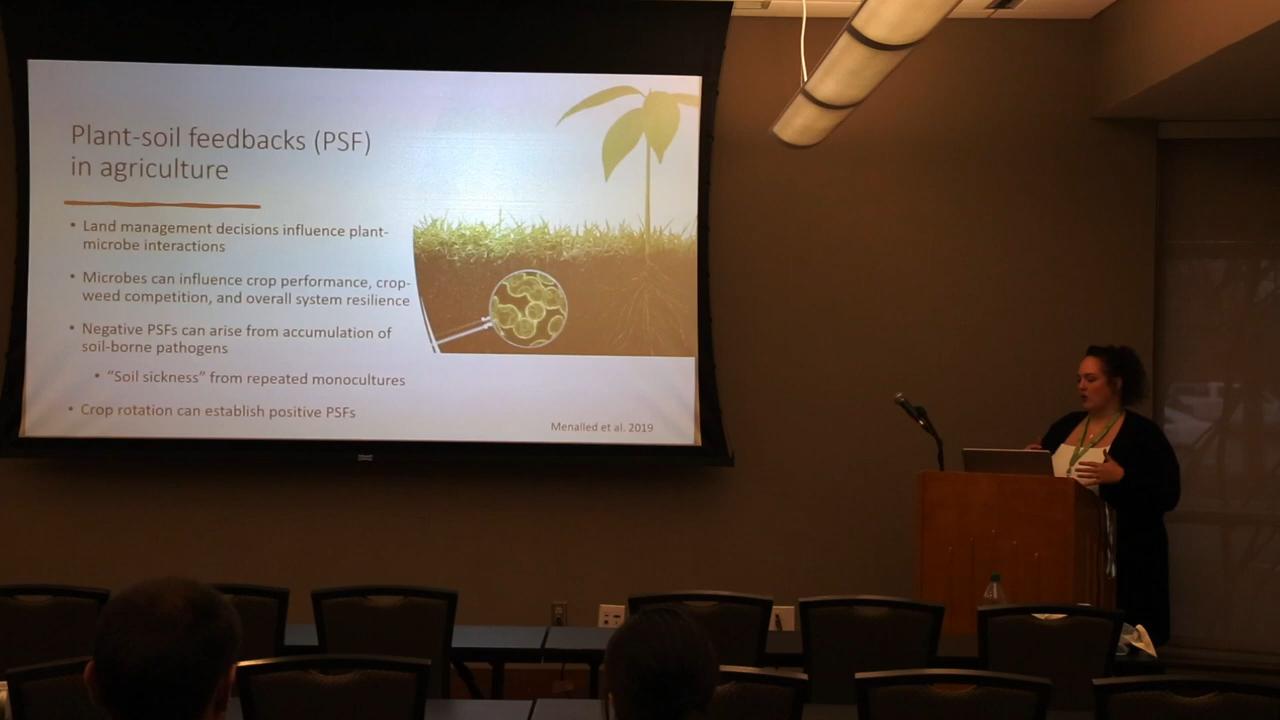 Plant-soil feedbacks (PSF)
in agriculture
• Land management decisions influence plant-
microbe interactions
• Microbes can influence crop performance, crop-
weed competition, and overall system resilience
• Negative PSFs can arise from accumulation of
soil-borne pathogens
• “Soil sickness” from repeated monocultures
• Crop rotation can establish positive PSFs
Menalled et al. 2019